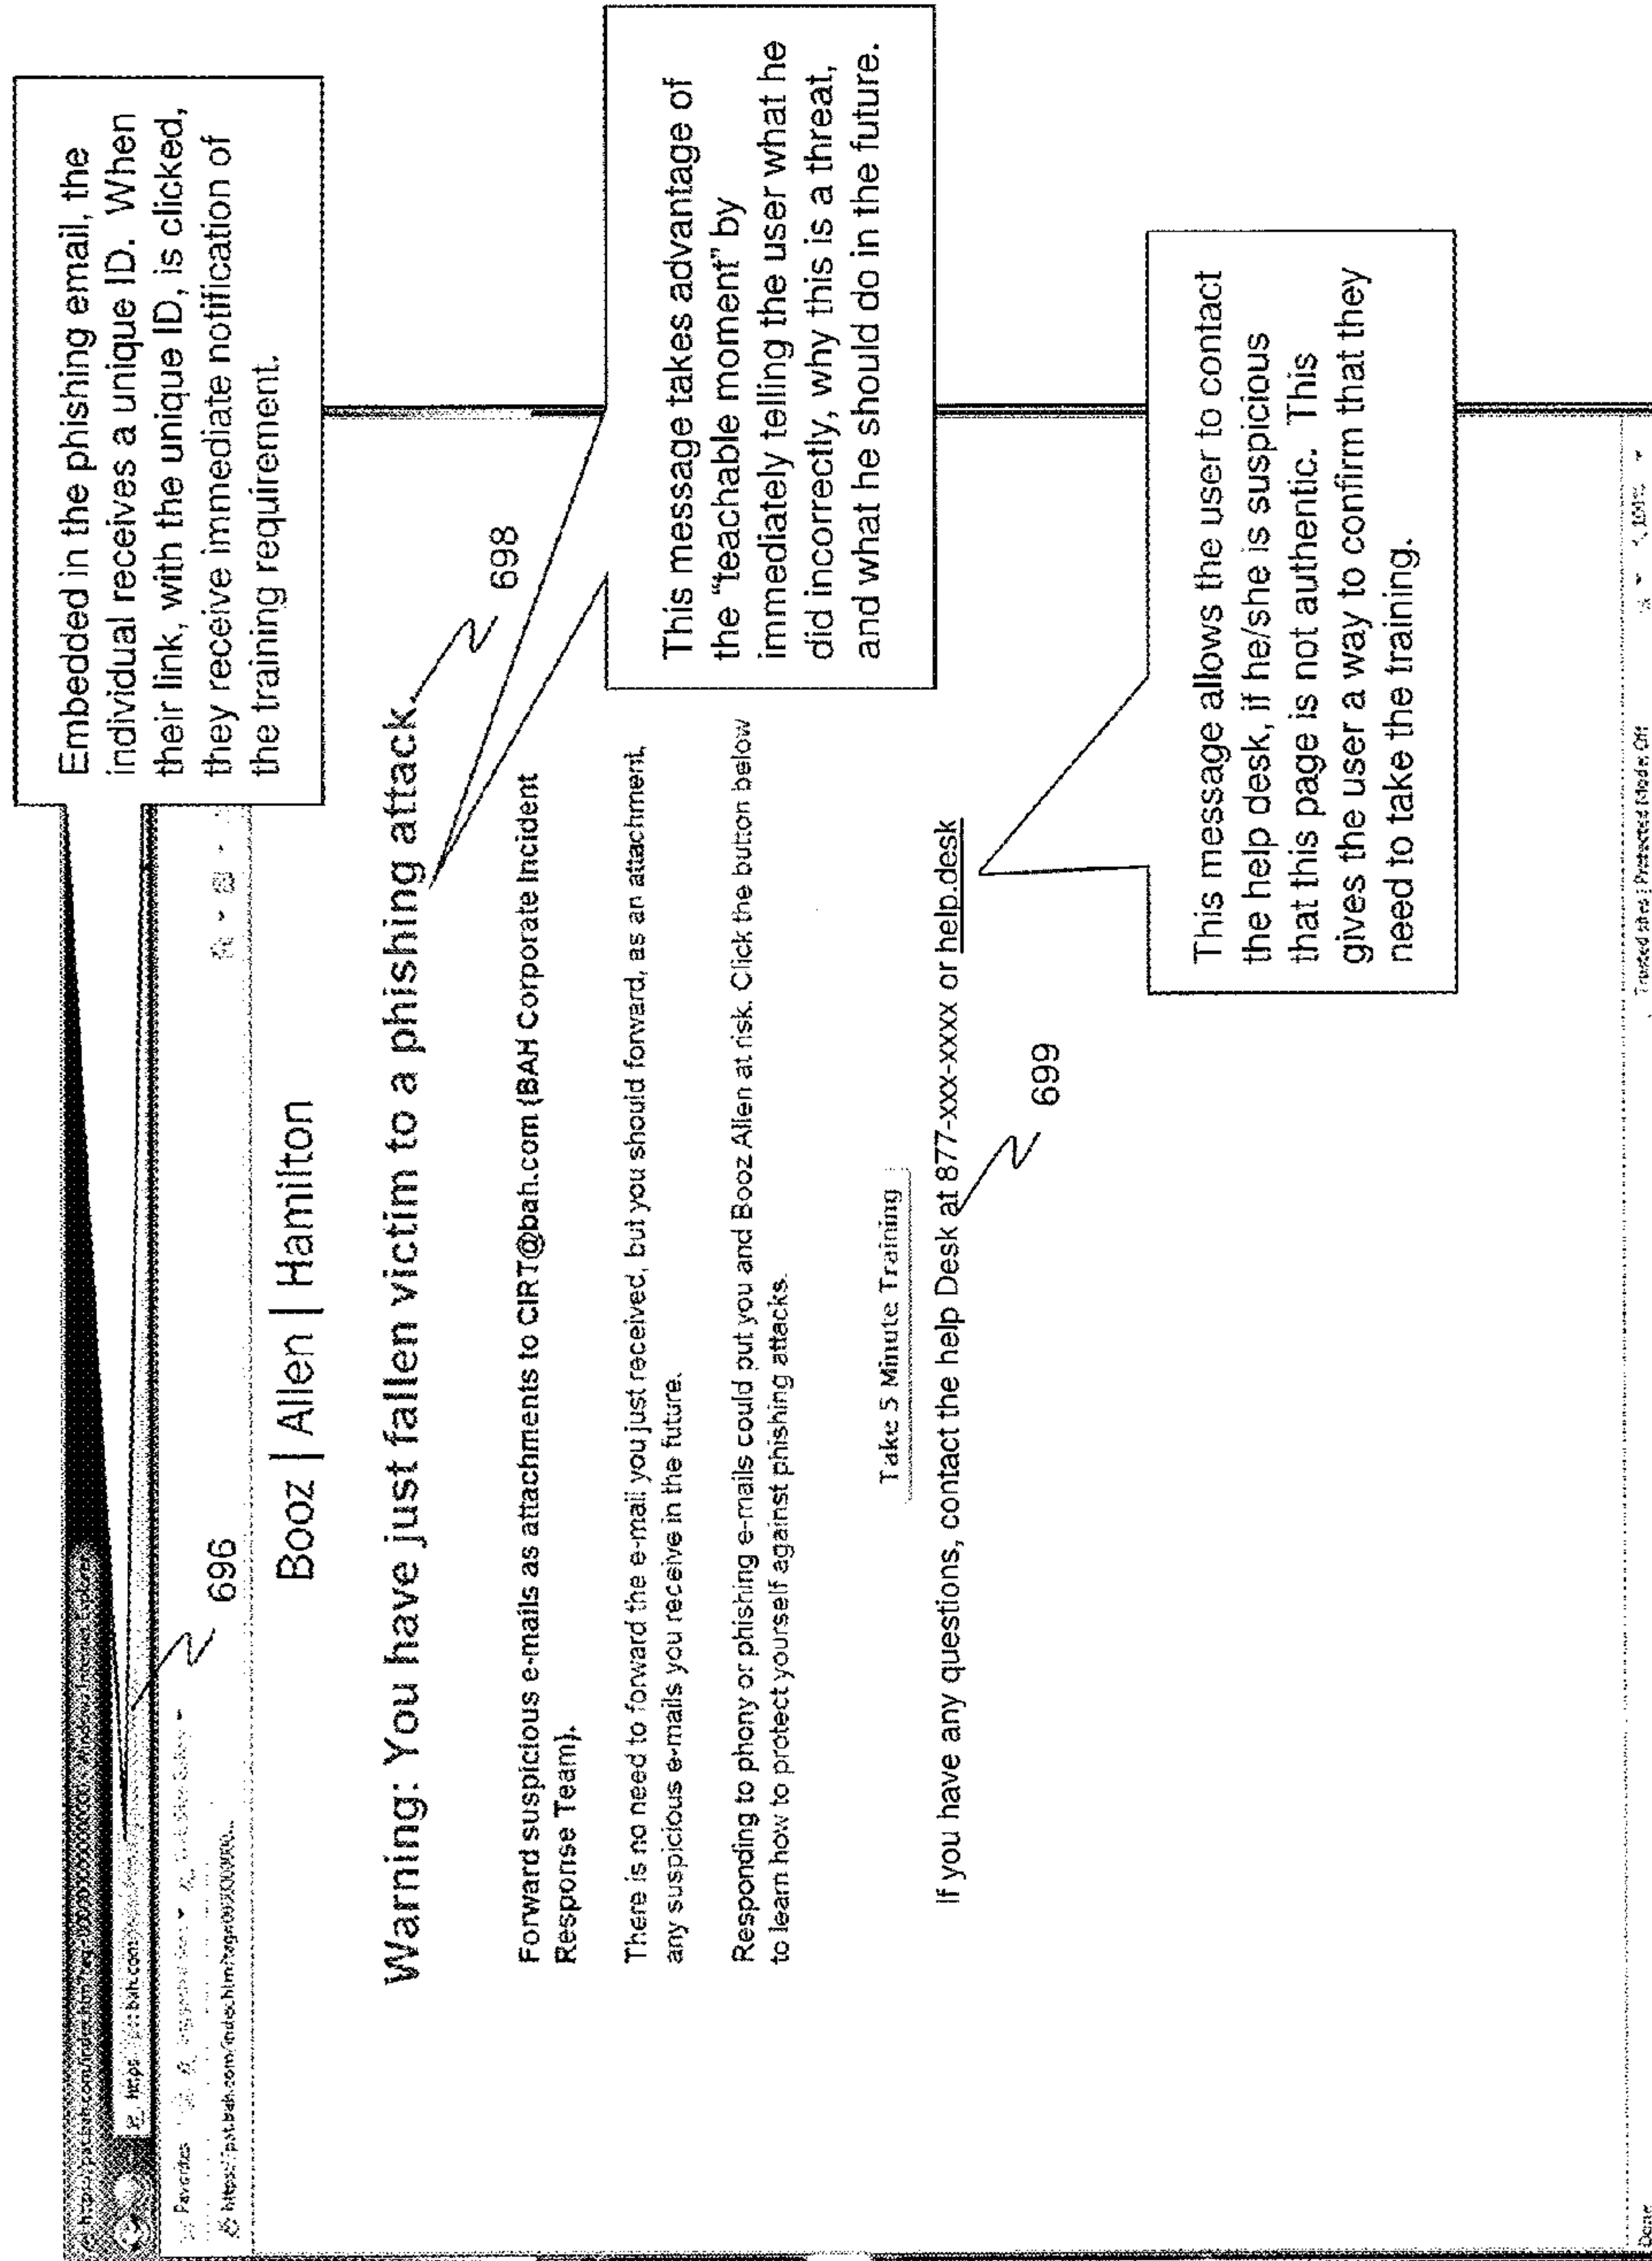 Embedded in the phishing email, the
individual receives a unique ID. When
their link, with the unique ID, is clicked,
they receive immediate notification of
the training requirement.
Favorites
696
Booz | Allen | Hamilton
Warning: You have just fallen victim to a phishing attack.
698
This message takes advantage of
the "teachable moment" by
immediately telling the user what he
did incorrectly, why this is a threat,
and what he should do in the future.
Forward suspicious e-mails as attachments to CIRT@bah.com (BAH Corporate Incident
Response Team).
There is no need to forward the e-mail you just received, but you should forward, as an attachment,
any suspicious e-mails you receive in the future.
Responding to phony or phishing e-mails could put you and Booz Allen at risk. Click the button below
to learn how to protect yourself against phishing attacks.
Take 5 Minute Training
If you have any questions, contact the help Desk at 877-xxx-xxxx or help.desk
699
This message allows the user to contact
the help desk, if he/she is suspicious
that this page is not authentic. This
gives the user a way to confirm that they
need to take the training.
Done
Trusted sites | Protected Mode: Off